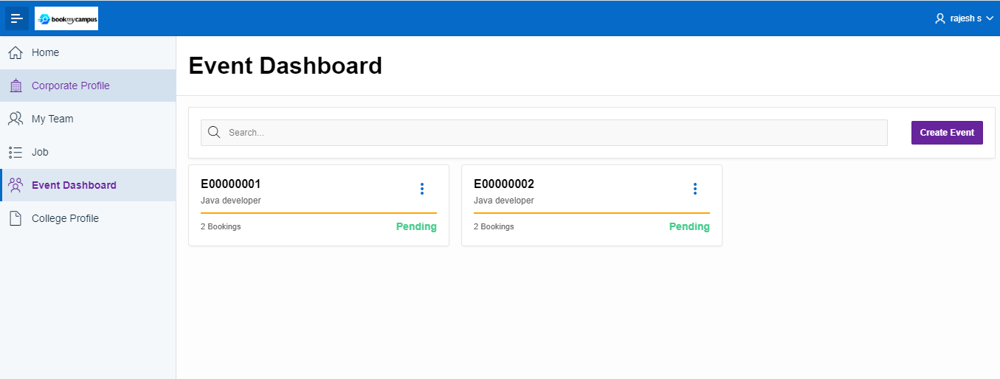 bookmycampus
rajesh s
Home
Corporate Profile
My Team
Job
Event Dashboard
College Profile
Event Dashboard
Search...
Create Event
E00000001
Java developer
2 Bookings
Pending
E00000002
Java developer
2 Bookings
Pending